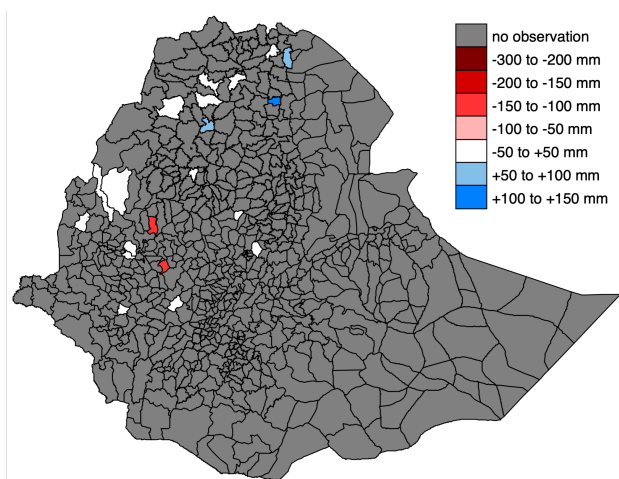 no observation
-300 to -200 mm
-200 to -150 mm
-150 to -100 mm
-100 to -50 mm
-50 to +50 mm
+50 to +100 mm
+100 to +150 mm